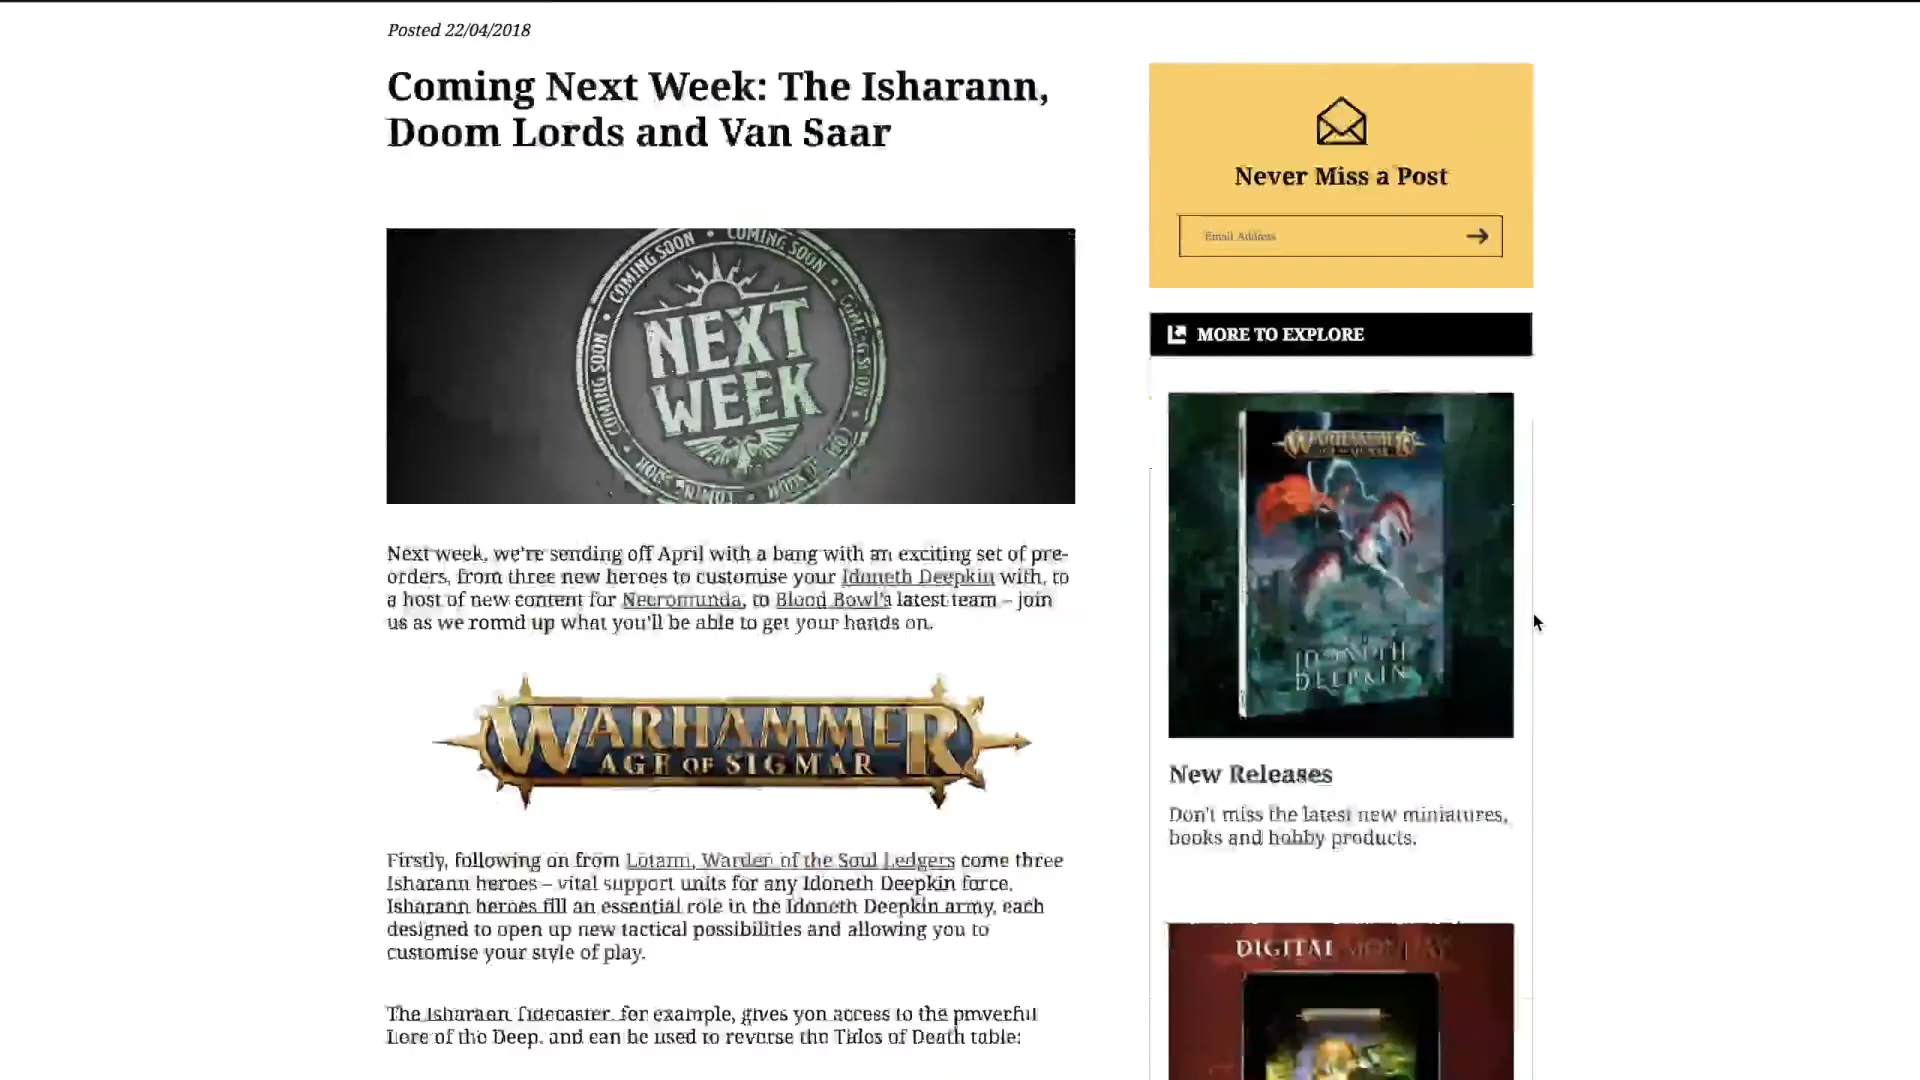 Posted 22/04/2018
Coming Next Week: The Isharann,
Doom Lords and Van Saar
COMING SOON • COMING SOON
NEXT
WEEK
Next week, we're sending off April with a bang with an exciting set of pre-
orders, from three new heroes to customise your Idoneth Deepkin with, to
a host of new content for Necromunda, to Blood Bowl's latest team – join
us as we round up what you'll be able to get your hands on.
WARHAMMER
AGE OF SIGMAR
Firstly, following on from Lotann, Warden of the Soul Ledgers come three
Isharann heroes – vital support units for any Idoneth Deepkin force.
Isharann heroes fill an essential role in the Idoneth Deepkin army, each
designed to open up new tactical possibilities and allowing you to
customise your style of play.
The Isharann Tidecaster, for example, gives you access to the powerful
Lore of the Deep, and can be used to reverse the Tides of Death table:
Never Miss a Post
Email Address
MORE TO EXPLORE
WARHAMMER
IDONETH
DEEPKIN
New Releases
Don't miss the latest new miniatures,
books and hobby products.
DIGITAL